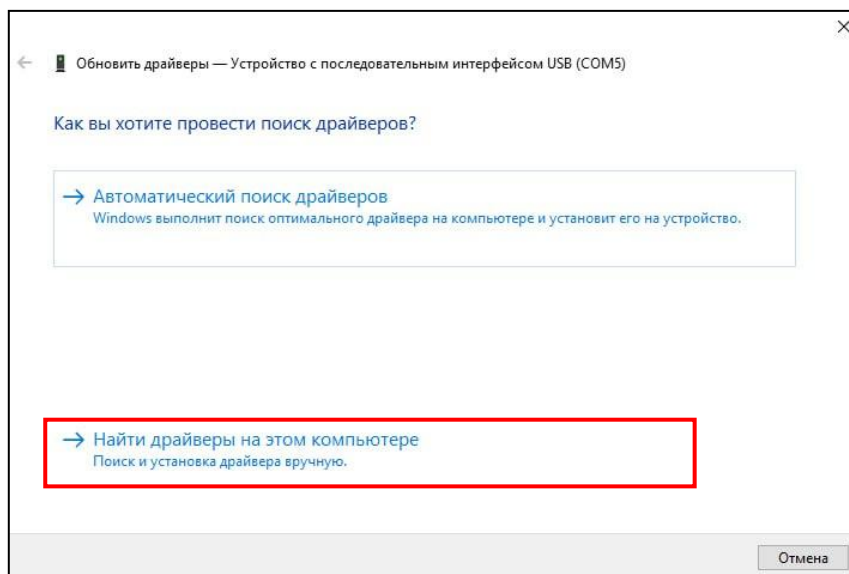 Обновить драйверы — Устройство с последовательным интерфейсом USB (COM5)
Как вы хотите провести поиск драйверов?
Автоматический поиск драйверов
Windows выполнит поиск оптимального драйвера на компьютере и установит его на устройство.
Найти драйверы на этом компьютере
Поиск и установка драйвера вручную.
Отмена